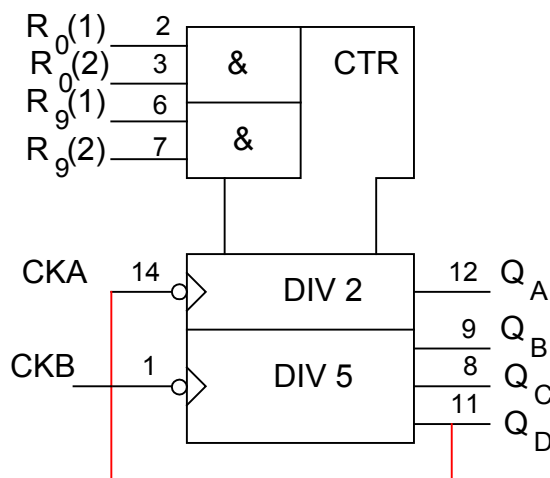 R0(1) 2
R0(2) 3
R9(1) 6
R9(2) 7
&
&
CTR
CKA 14
DIV 2
12 QA
CKB 1
DIV 5
9 QB
8 QC
11 QD